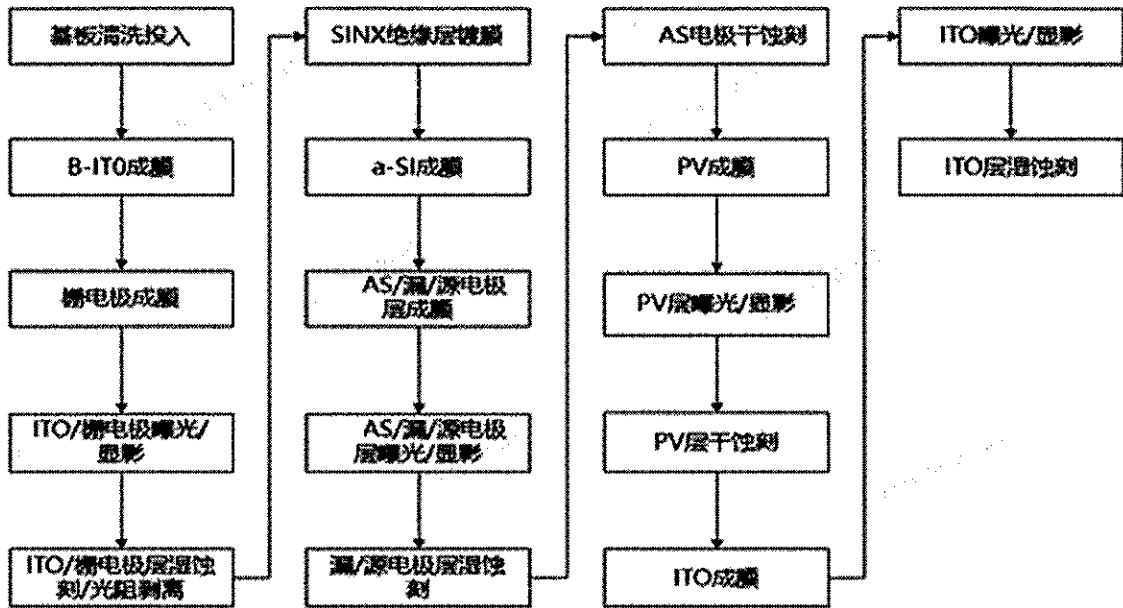 基板清洗投入
B-IT0成膜
栅电极成膜
ITO/栅电极曝光/
显影
ITO/栅电极层湿蚀
刻/光阻剥离
SINX绝缘层镀膜
a-SI成膜
AS/漏/源电极
层成膜
AS/漏/源电极
层曝光/显影
漏/源电极层湿蚀
刻
AS电极干蚀刻
PV成膜
PV层曝光/显影
PV层干蚀刻
ITO成膜
ITO曝光/显影
ITO层湿蚀刻